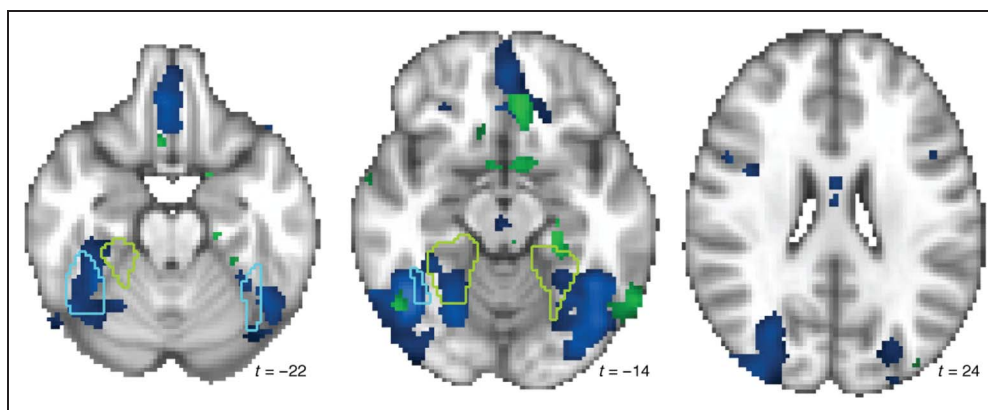 t = −22
t = −14
t = 24